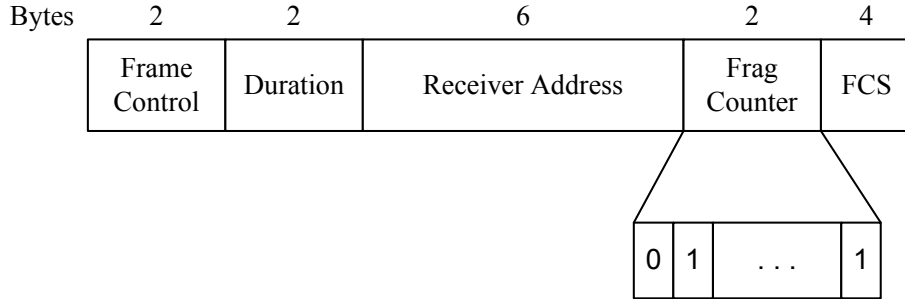 Bytes 2 2 6 2 4
Frame Control Duration Receiver Address Frag Counter FCS
0 1 . . . 1